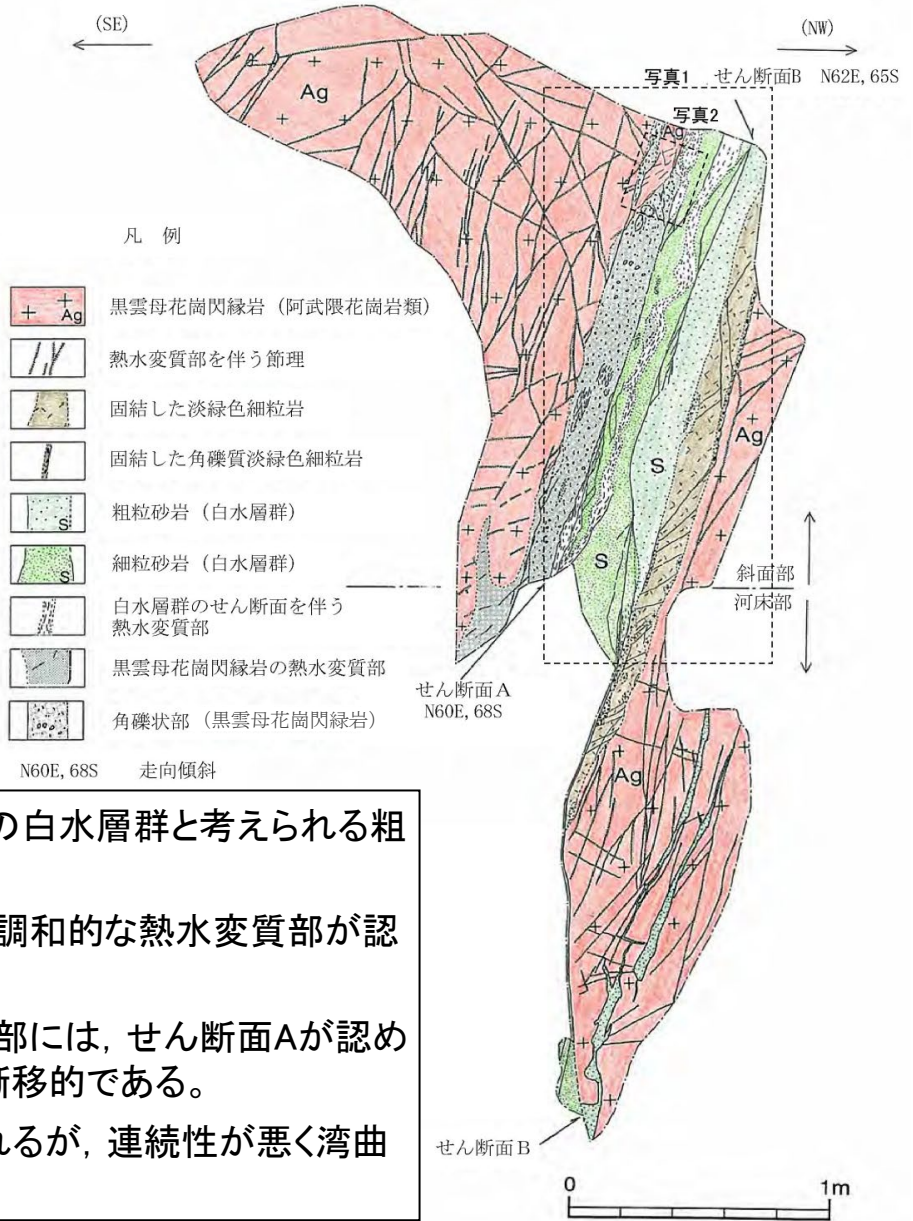 (SE)
(NW)
写真1 せん断面B N62E, 65S
写真2
Ag
Ag
凡 例
Ag 黒雲母花崗閃緑岩 (阿武隈花崗岩類)
熱水変質部を伴う節理
固結した淡緑色細粒岩
固結した角礫質淡緑色細粒岩
S 粗粒砂岩 (白水層群)
S 細粒砂岩 (白水層群)
白水層群のせん断面を伴う
熱水変質部
黒雲母花崗閃緑岩の熱水変質部
角礫状部 (黒雲母花崗閃緑岩)
N60E, 68S 走向傾斜
Ag
S
S
斜面部
河床部
せん断面A
N60E, 68S
Ag
せん断面B
0 1m
の白水層群と考えられる粗
調和的な熱水変質部が認
部には, せん断面Aが認め
漸移的である。
れるが, 連続性が悪く湾曲